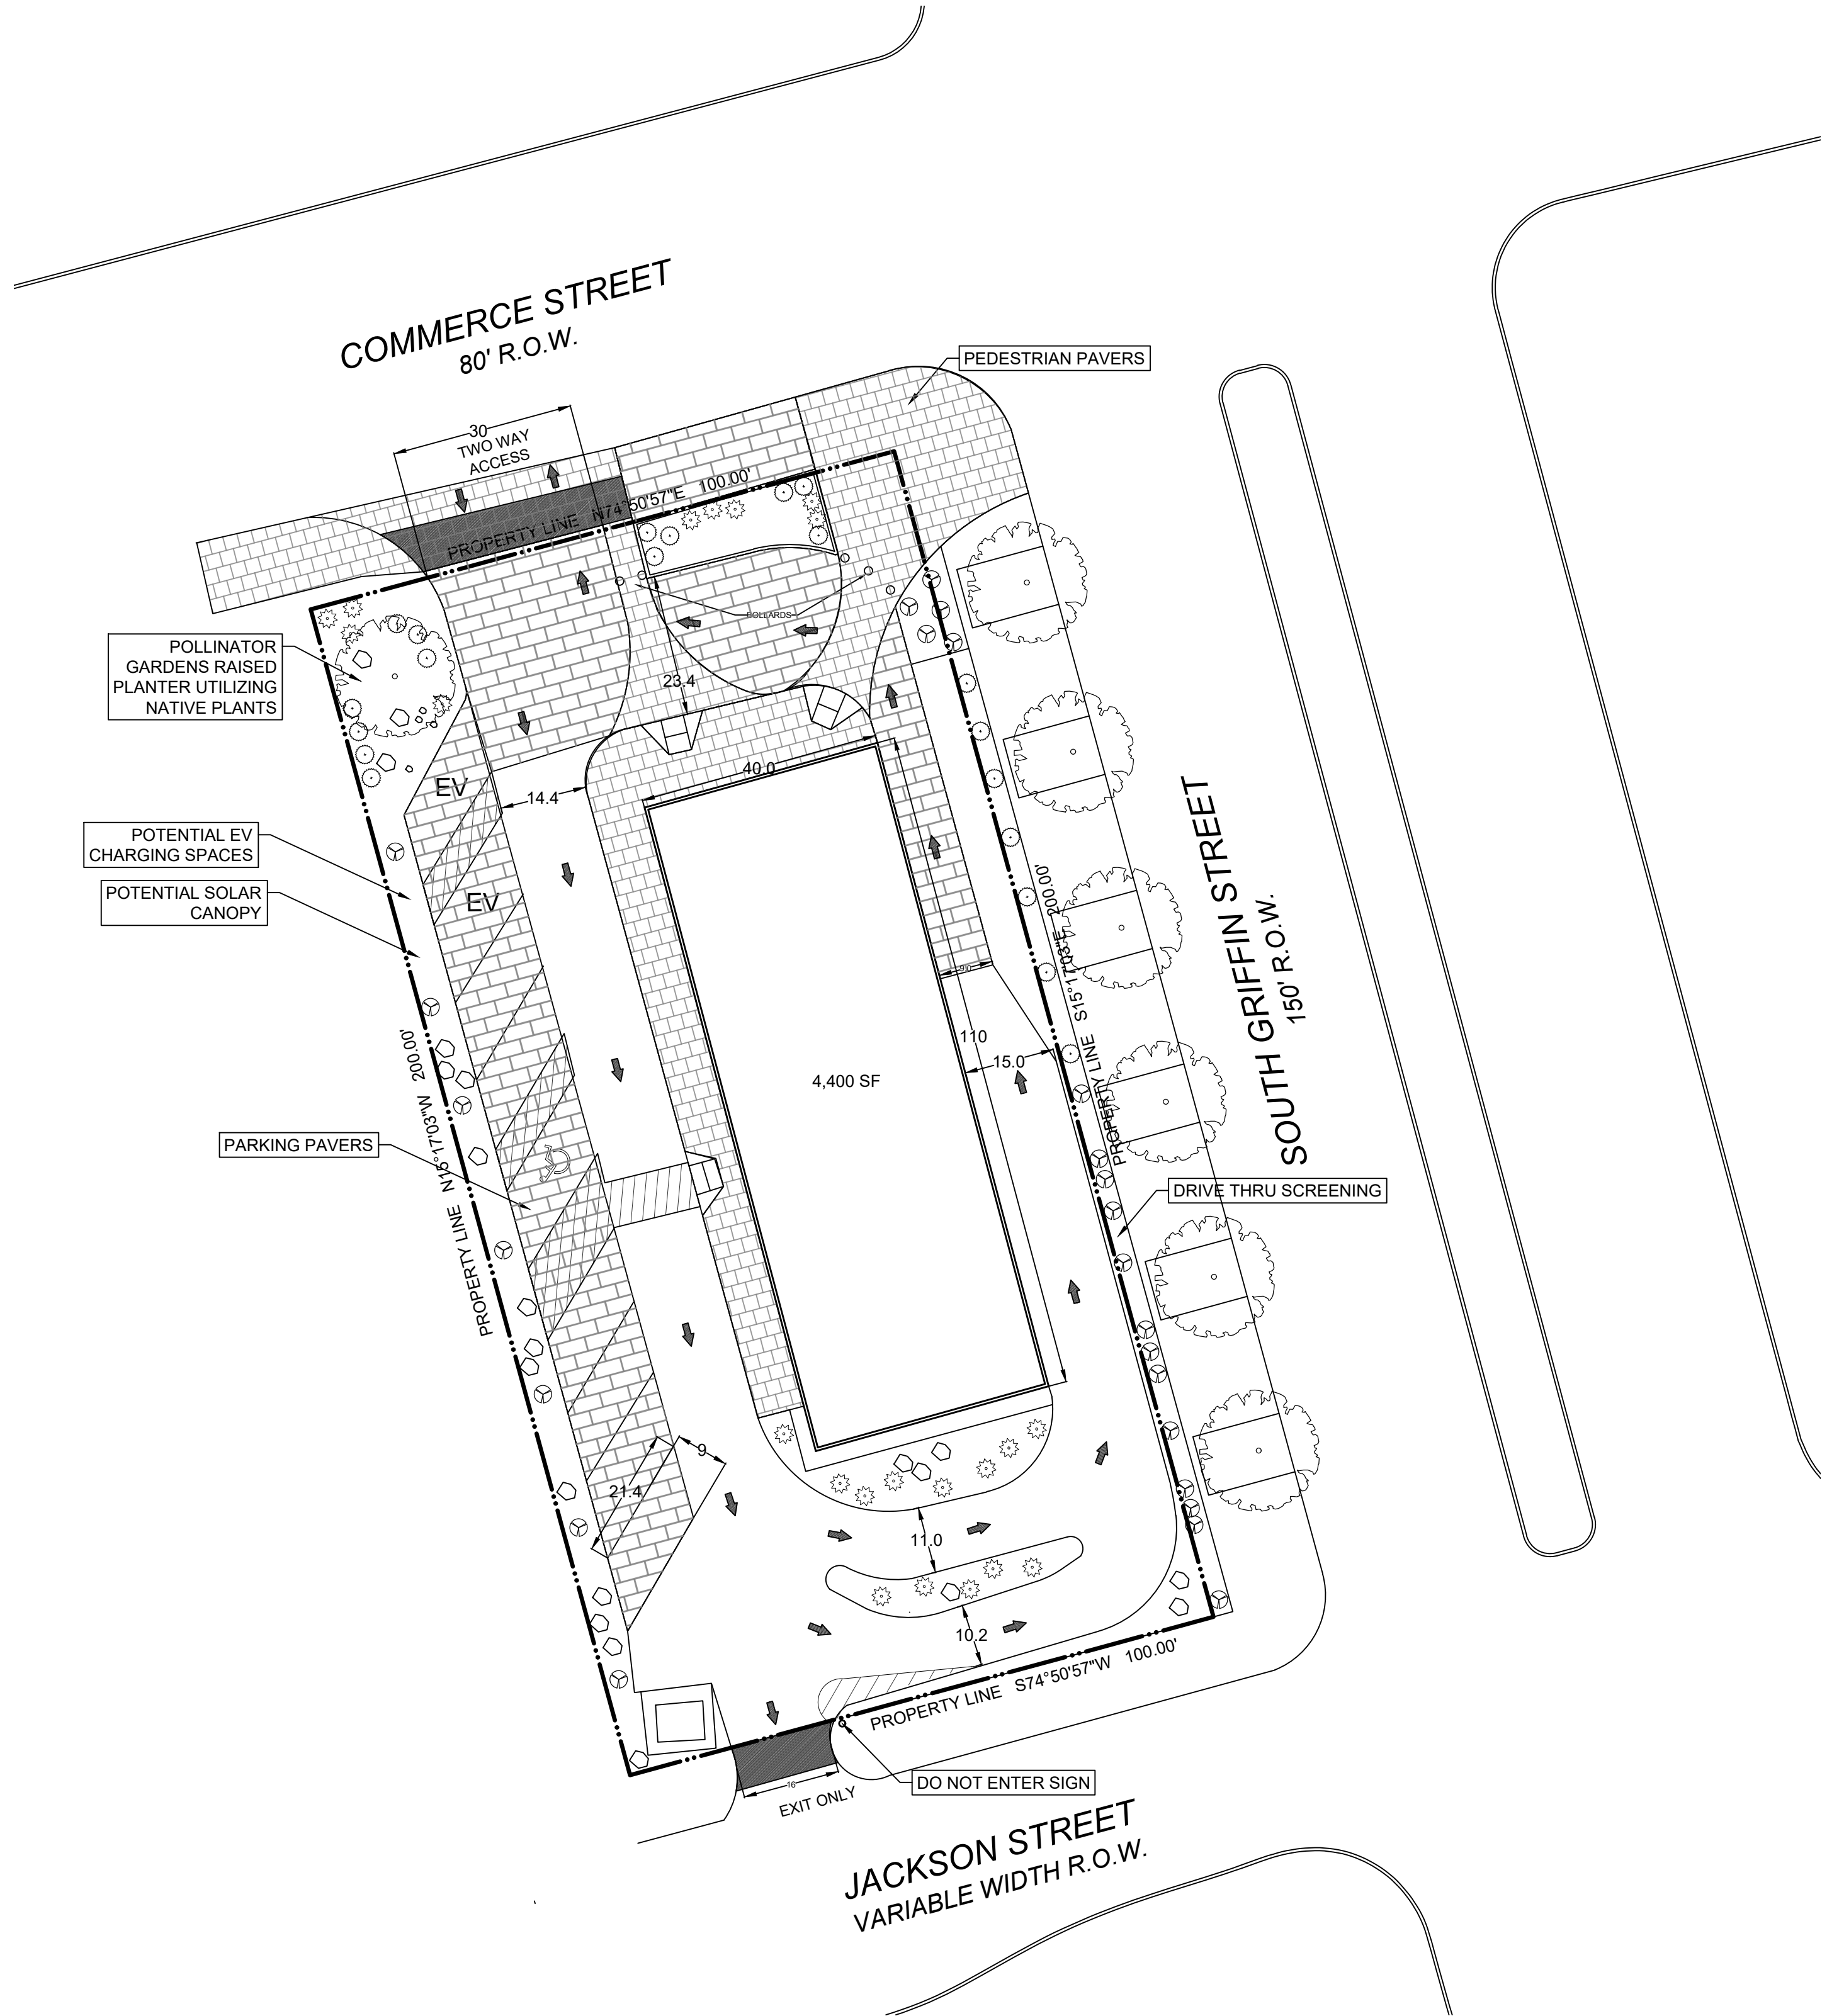 COMMERCE STREET
80' R.O.W.
PEDESTRIAN PAVERS
30
TWO WAY
ACCESS
PROPERTY LINE N74°50'57"E 100.00'
POLLINATOR
GARDENS RAISED
PLANTER UTILIZING
NATIVE PLANTS
BOLLARDS
23.4
40.0
14.4
EV
POTENTIAL EV
CHARGING SPACES
EV
POTENTIAL SOLAR
CANOPY
SOUTH GRIFFIN STREET
150' R.O.W.
PROPERTY LINE S15°17'03"E 200.00'
110
15.0
4,400 SF
PROPERTY LINE N15°17'03"W 200.00'
PARKING PAVERS
DRIVE THRU SCREENING
9
21.4
11.0
10.2
PROPERTY LINE S74°50'57"W 100.00'
16'
EXIT ONLY
DO NOT ENTER SIGN
JACKSON STREET
VARIABLE WIDTH R.O.W.